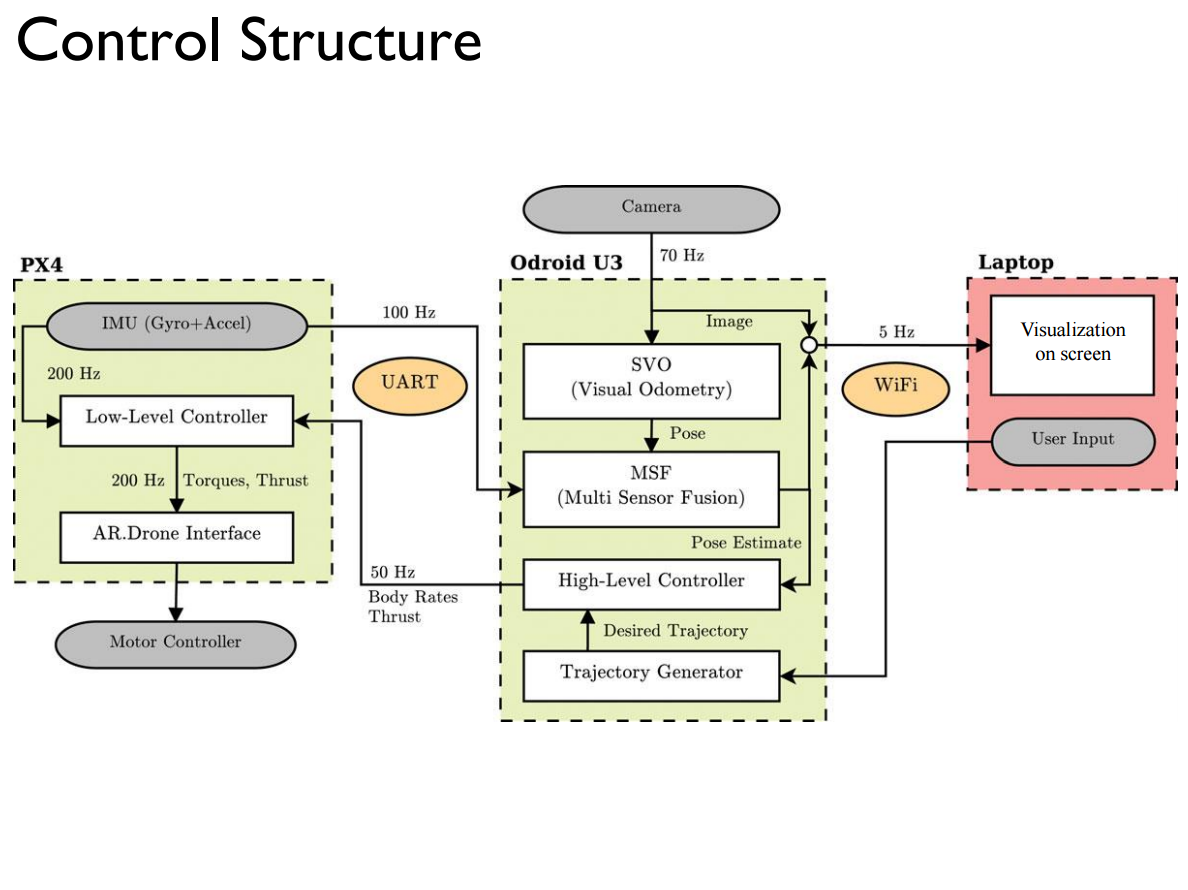 Control Structure
Camera
70 Hz
PX4
Odroid U3
Laptop
IMU (Gyro+Accel)
100 Hz
Image
5 Hz
Visualization
on screen
200 Hz
UART
SVO
(Visual Odometry)
WiFi
Low-Level Controller
Pose
User Input
200 Hz
Torques, Thrust
MSF
(Multi Sensor Fusion)
AR.Drone Interface
Pose Estimate
50 Hz
Body Rates
Thrust
High-Level Controller
Motor Controller
Desired Trajectory
Trajectory Generator